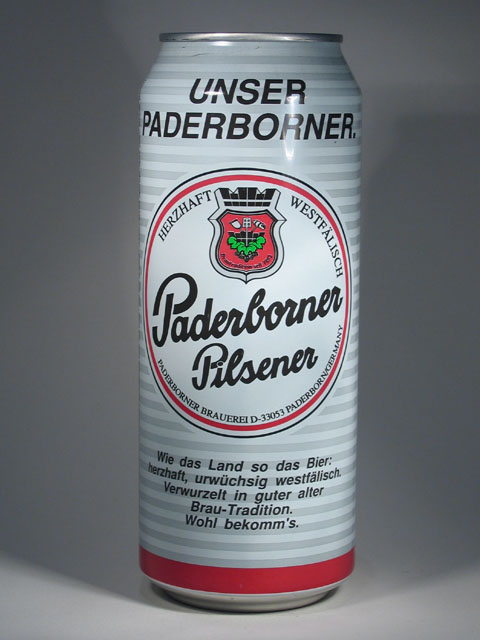 UNSER
PADERBORNER.
HERZHAFT WESTFÄLISCH
Paderborner
Pilsener
PADERBORNER BRAUEREI D-33053 PADERBORN/GERMANY
Wie das Land so das Bier:
herzhaft, urwüchsig westfälisch.
Verwurzelt in guter alter
Brau-Tradition.
Wohl bekomm's.